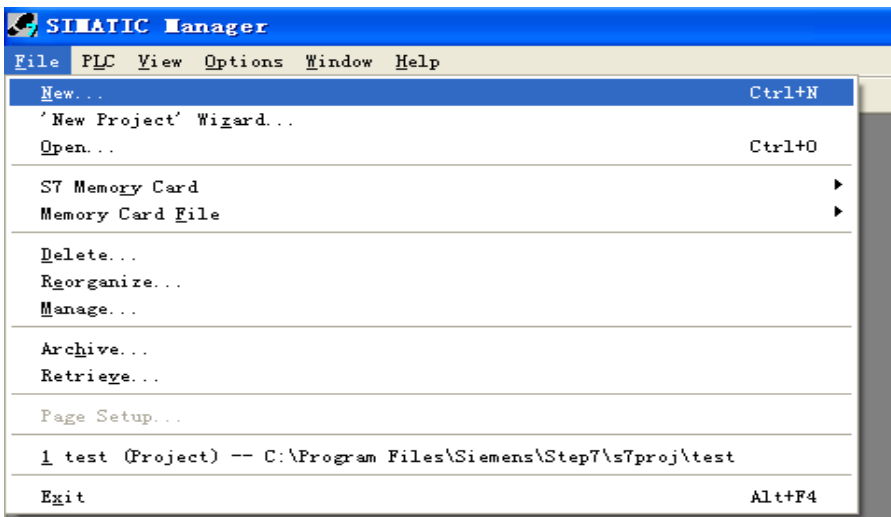 SIMATIC Manager
File PLC View Options Window Help
New... Ctrl+N
'New Project' Wizard...
Open... Ctrl+O
S7 Memory Card
Memory Card File
Delete...
Reorganize...
Manage...
Archive...
Retrieve...
Page Setup...
1 test (Project) -- C:\Program Files\Siemens\Step7\s7proj\test
Exit Alt+F4